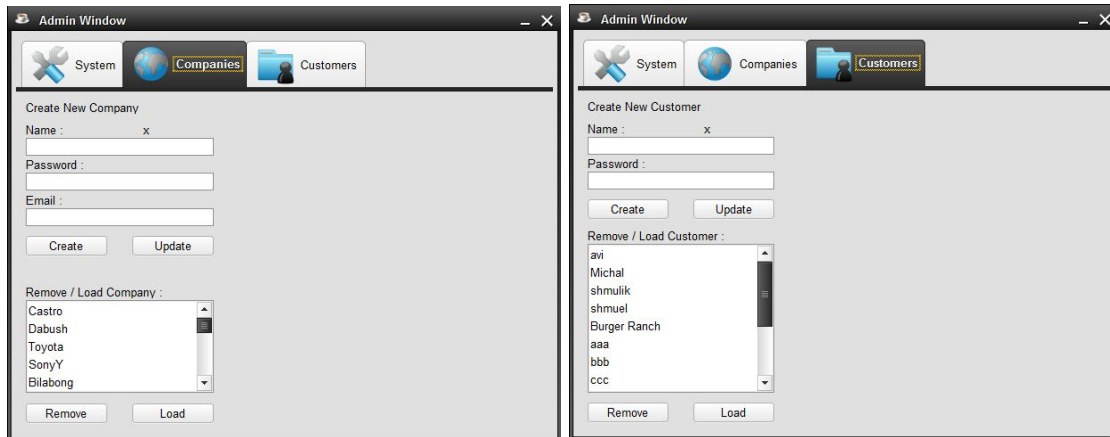 Admin Window
System Companies Customers
Create New Company
Name : x
Password :
Email :
Create Update
Remove / Load Company :
Castro
Dabush
Toyota
SonyY
Bilabong
Remove Load
Admin Window
System Companies Customers
Create New Customer
Name : x
Password :
Create Update
Remove / Load Customer :
avi
Michal
shmulik
shmuel
Burger Ranch
aaa
bbb
ccc
Remove Load